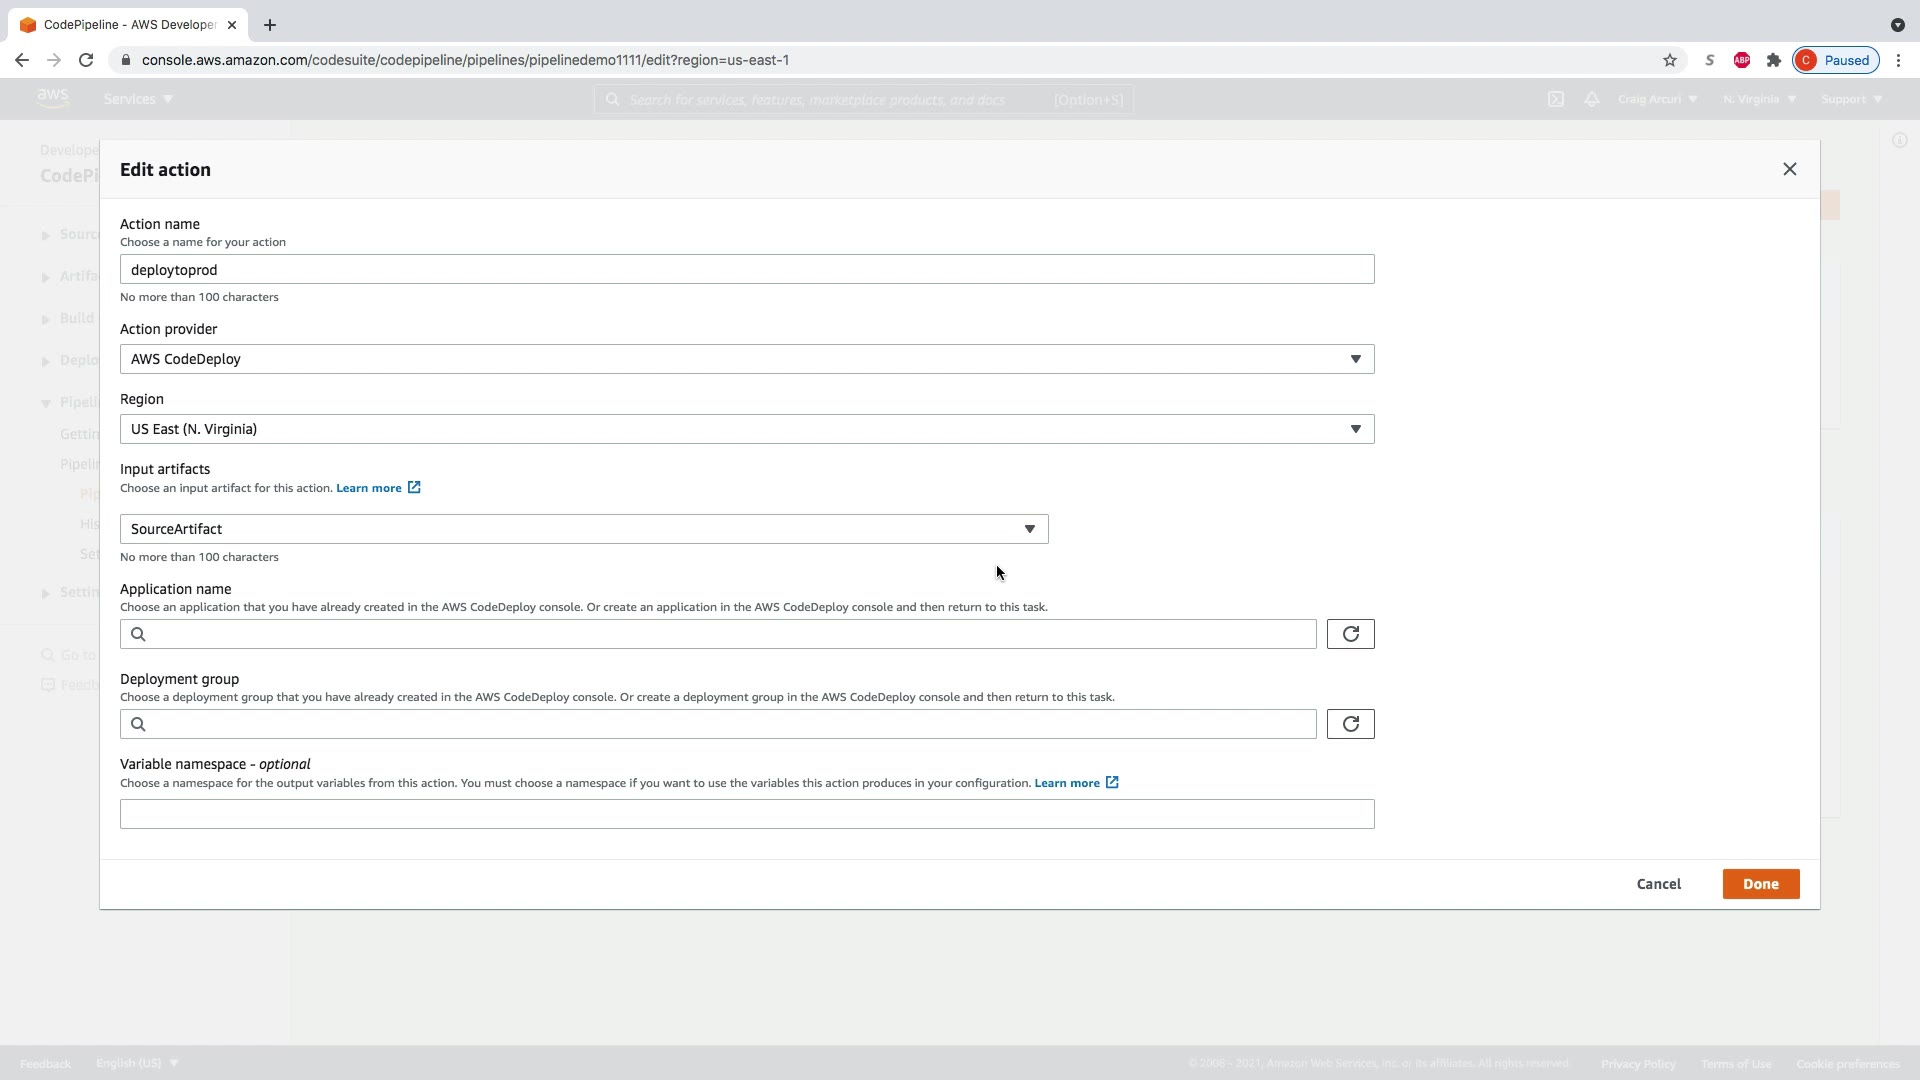 CodePipeline - AWS Developer
console.aws.amazon.com/codesuite/codepipeline/pipelines/pipelinedemo1111/edit?region=us-east-1
ABP
C Paused
aws
Services
Search for services, features, marketplace products, and docs [Option+S]
Craig Arcuri
N. Virginia
Support
Develope
CodePi
Sourc
Artifa
Build
Deplo
Pipeli
Gettin
Pipelin
Pip
His
Set
Settin
Go to
Feedb
Edit action
Action name
Choose a name for your action
deploytoprod
No more than 100 characters
Action provider
AWS CodeDeploy
Region
US East (N. Virginia)
Input artifacts
Choose an input artifact for this action. Learn more
SourceArtifact
No more than 100 characters
Application name
Choose an application that you have already created in the AWS CodeDeploy console. Or create an application in the AWS CodeDeploy console and then return to this task.
Deployment group
Choose a deployment group that you have already created in the AWS CodeDeploy console. Or create a deployment group in the AWS CodeDeploy console and then return to this task.
Variable namespace - optional
Choose a namespace for the output variables from this action. You must choose a namespace if you want to use the variables this action produces in your configuration. Learn more
Cancel
Done
Feedback
English (US)
© 2008 – 2021, Amazon Web Services, Inc. or its affiliates. All rights reserved.
Privacy Policy
Terms of Use
Cookie preferences